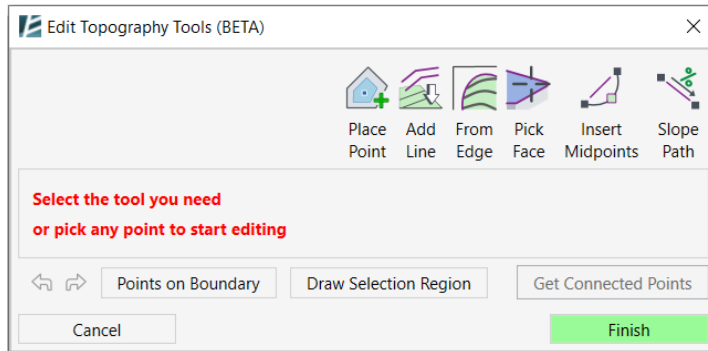 Edit Topography Tools (BETA)
Place Point
Add Line
From Edge
Pick Face
Insert Midpoints
Slope Path
Select the tool you need
or pick any point to start editing
Points on Boundary
Draw Selection Region
Get Connected Points
Cancel
Finish